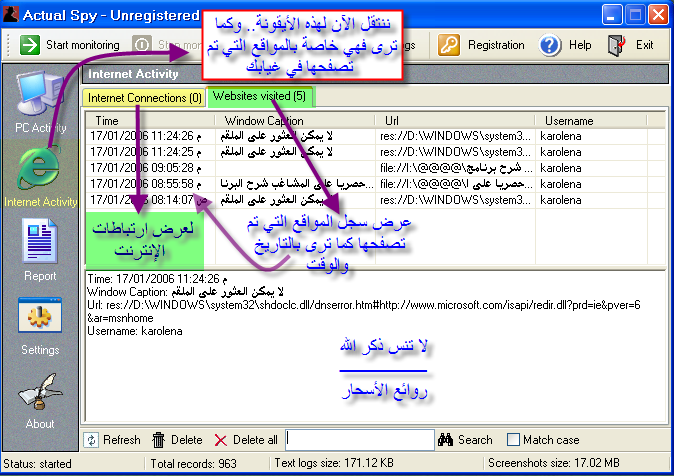 Actual Spy - Unregistered
Start monitoring
Registration
Help
Exit
ننتقل الآن لهذه الأيقونة.. وكما
ترى فهي خاصة بالمواقع التي تم
تصفحها في غيابك
Internet Activity
Internet Connections (0)
Websites visited (5)
Time Window Caption Url Username
17/01/2006 11:24:26 م لا يمكن العثور على الملقم res://D:\WINDOWS\system3... karolena
17/01/2006 11:24:25 م لا يمكن العثور على الملقم res://D:\WINDOWS\system3... karolena
17/01/2006 09:05:28 م file://I:\@@@@\شرح برنامج... karolena
17/01/2006 08:55:58 م حصريا على المشاغب شرح البرنا... file://I:\@@@@\حصريا على ا... karolena
17/01/2006 08:14:07 ص لا يمكن العثور على الملقم res://D:\WINDOWS\system3... karolena
PC Activity
Internet Activity
Report
Settings
About
لعرض ارتباطات
الإنترنت
عرض سجل المواقع التي تم
تصفحها كما ترى بالتاريخ
والوقت
Time: 17/01/2006 11:24:26 م
Window Caption: لا يمكن العثور على الملقم
Url: res://D:\WINDOWS\system32\shdoclc.dll/dnserror.htm#http://www.microsoft.com/isapi/redir.dll?prd=ie&pver=6
&ar=msnhome
Username: karolena
لا تنس ذكر الله
روائع الأسحار
Refresh
Delete
Delete all
Search
Match case
Status: started
Total records: 963
Text logs size: 171.12 KB
Screenshots size: 17.02 MB